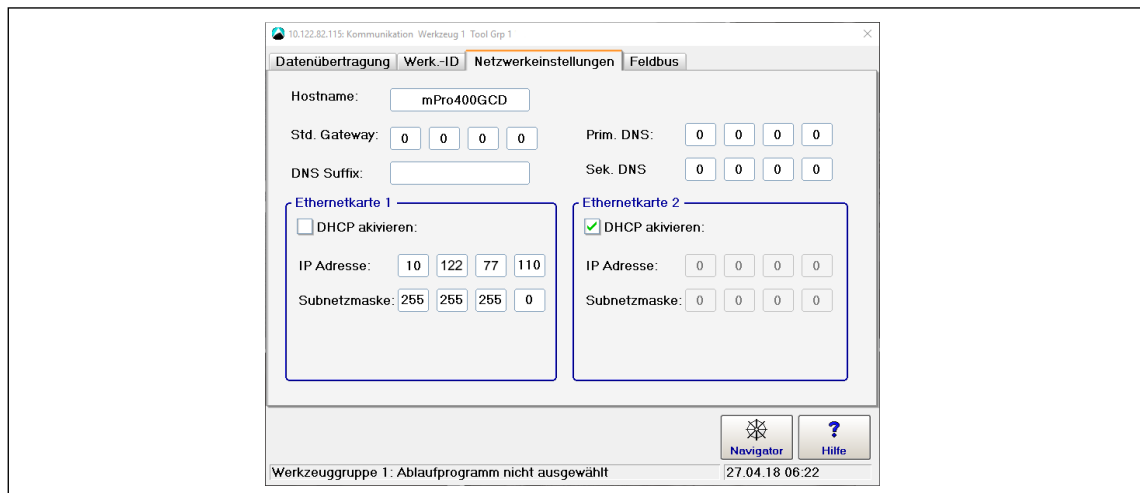 10.122.82.115: Kommunikation Werkzeug 1 Tool Grp 1
Datenübertragung Werk.-ID Netzwerkeinstellungen Feldbus
Hostname: mPro400GCD
Std. Gateway: 0 0 0 0 Prim. DNS: 0 0 0 0
DNS Suffix: Sek. DNS 0 0 0 0
Ethernetkarte 1 Ethernetkarte 2
DHCP akivieren: DHCP akivieren:
IP Adresse: 10 122 77 110 IP Adresse: 0 0 0 0
Subnetzmaske: 255 255 255 0 Subnetzmaske: 0 0 0 0
? 
Navigator Hilfe
Werkzeuggruppe 1: Ablaufprogramm nicht ausgewählt 27.04.18 06:22